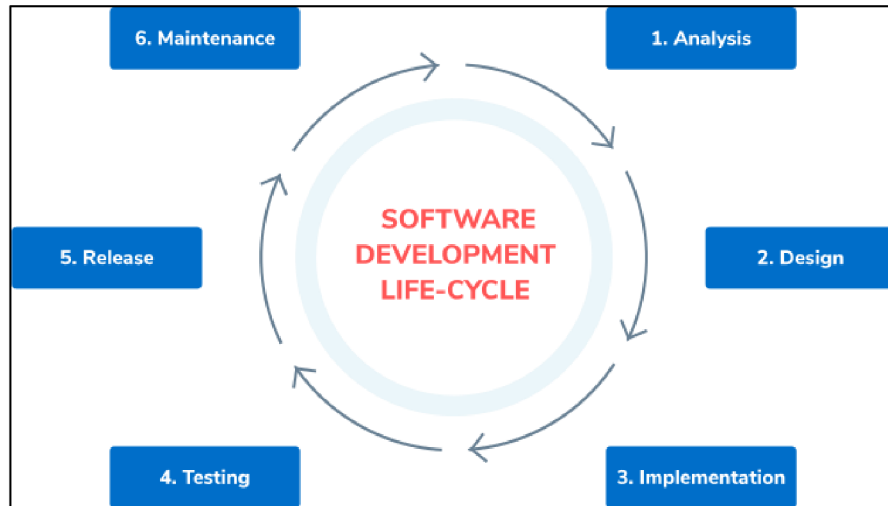 6. Maintenance
1. Analysis
SOFTWARE
DEVELOPMENT
LIFE-CYCLE
5. Release
2. Design
4. Testing
3. Implementation